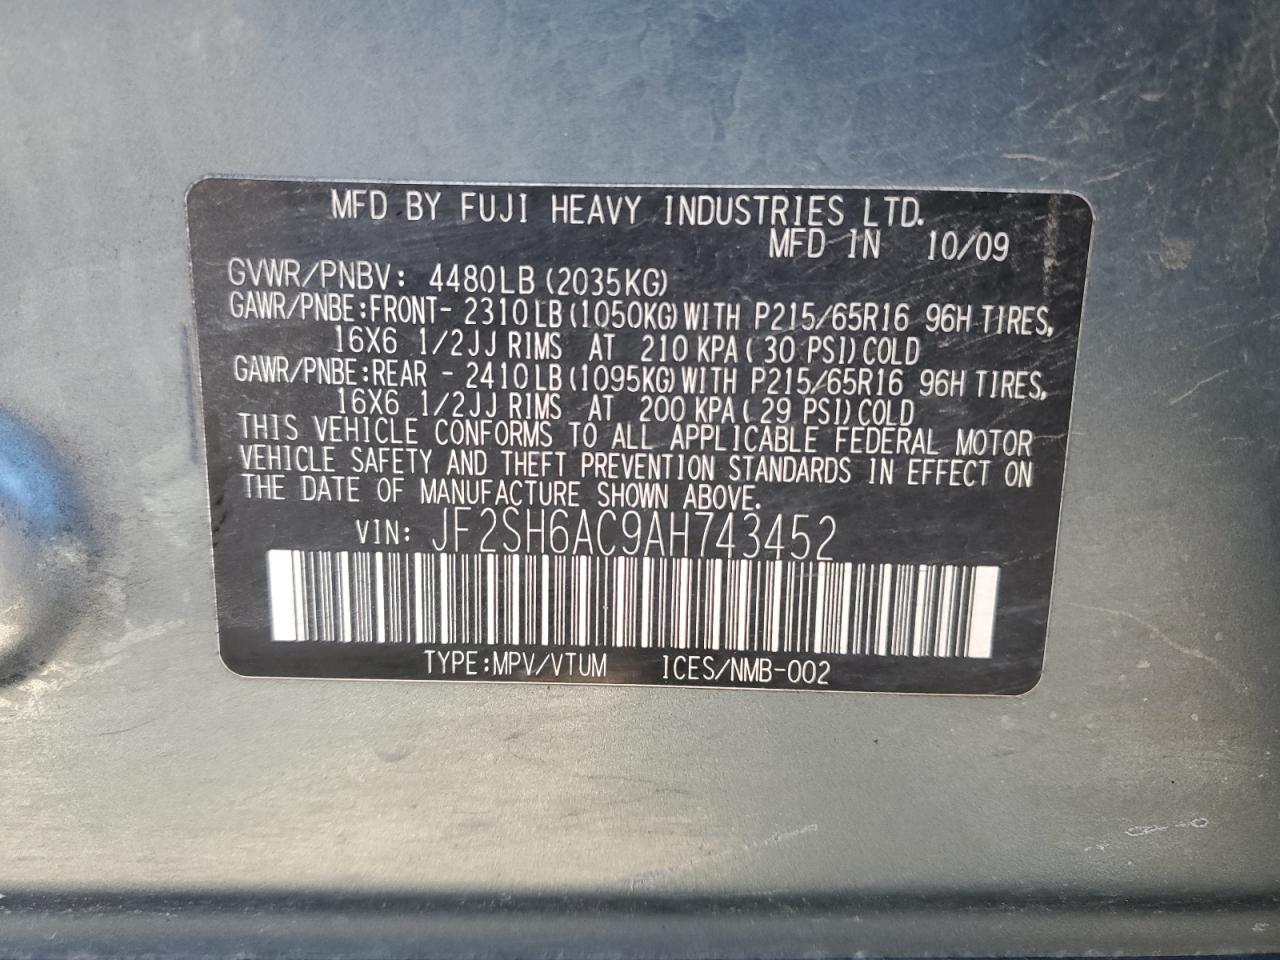 MFD BY FUJI HEAVY INDUSTRIES LTD.
MFD IN 10/09
GVWR/PNBV: 4480LB (2035KG)
GAWR/PNBE:FRONT- 2310LB (1050KG) WITH P215/65R16 96H TIRES,
16X6 1/2JJ RIMS AT 210 KPA ( 30 PSI) COLD
GAWR/PNBE:REAR - 2410LB (1095KG) WITH P215/65R16 96H TIRES,
16X6 1/2JJ RIMS AT 200 KPA ( 29 PSI) COLD
THIS VEHICLE CONFORMS TO ALL APPLICABLE FEDERAL MOTOR
VEHICLE SAFETY AND THEFT PREVENTION STANDARDS IN EFFECT ON
THE DATE OF MANUFACTURE SHOWN ABOVE.
VIN: JF2SH6AC9AH743452
TYPE:MPV/VTUM ICES/NMB-002